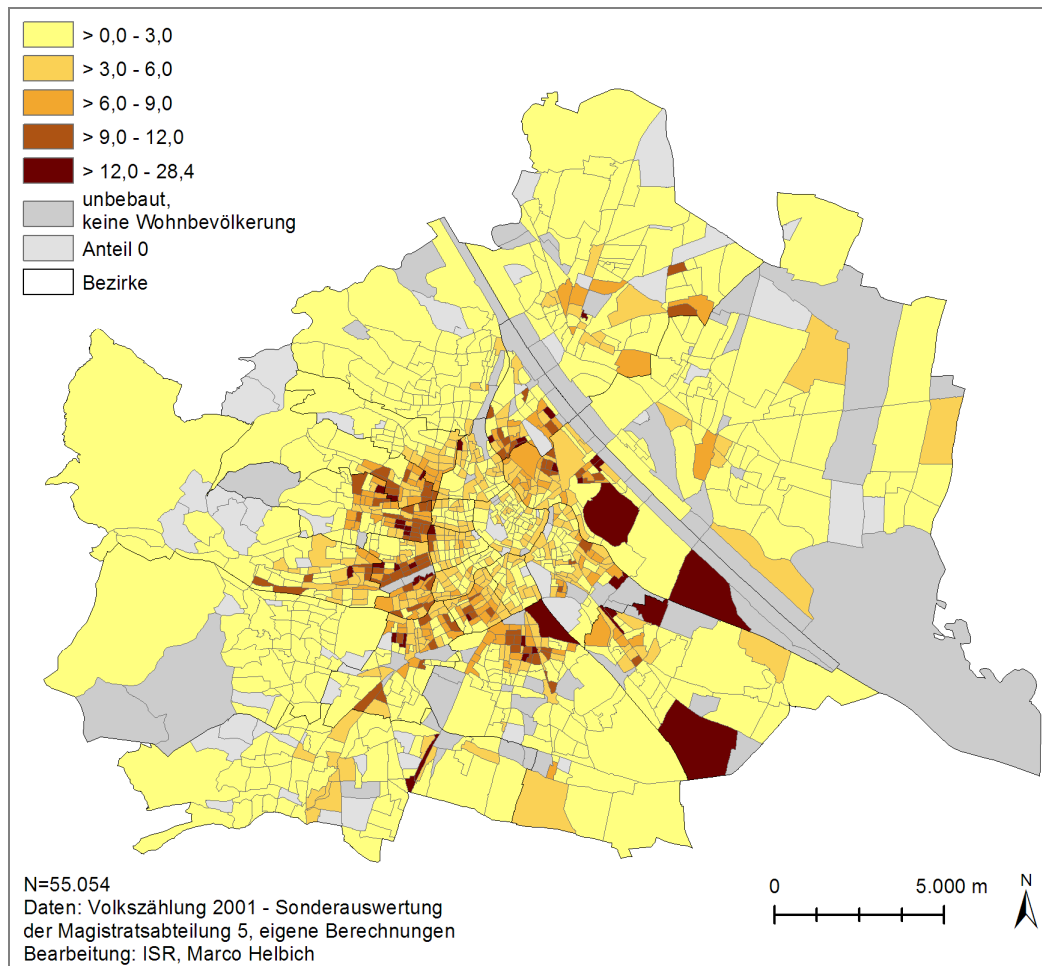 > 0,0 - 3,0
> 3,0 - 6,0
> 6,0 - 9,0
> 9,0 - 12,0
> 12,0 - 28,4
unbebaut,
keine Wohnbevölkerung
Anteil 0
Bezirke
N=55.054
Daten: Volkszählung 2001 - Sonderauswertung
der Magistratsabteilung 5, eigene Berechnungen
Bearbeitung: ISR, Marco Helbich
0 5.000 m
N